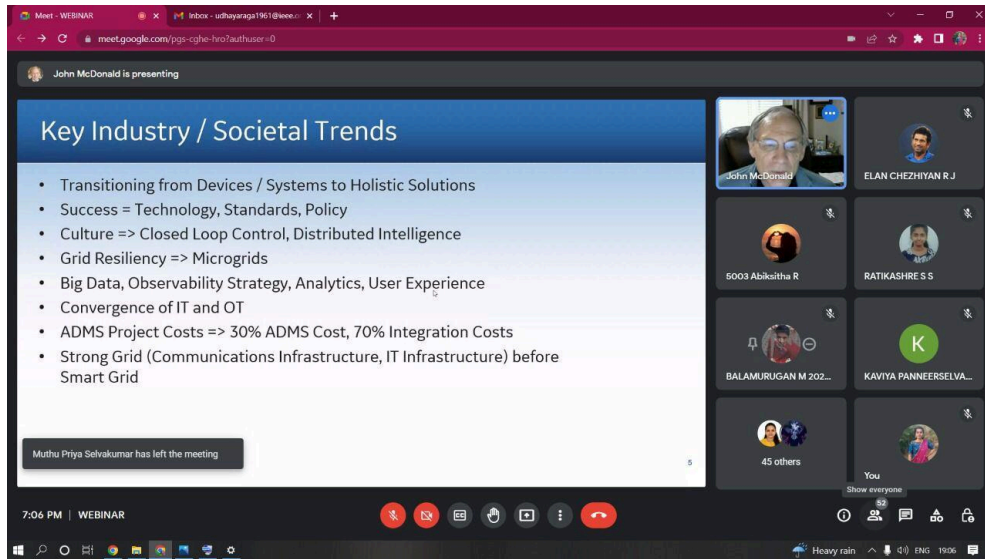 Meet - WEBINAR
Inbox - udhayaraga1961@ieee.o
meet.google.com/pgs-cghe-hro?authuser=0
John McDonald is presenting
Key Industry / Societal Trends
• Transitioning from Devices / Systems to Holistic Solutions
• Success = Technology, Standards, Policy
• Culture => Closed Loop Control, Distributed Intelligence
• Grid Resiliency => Microgrids
• Big Data, Observability Strategy, Analytics, User Experience
• Convergence of IT and OT
• ADMS Project Costs => 30% ADMS Cost, 70% Integration Costs
• Strong Grid (Communications Infrastructure, IT Infrastructure) before
Smart Grid
5
Muthu Priya Selvakumar has left the meeting
John McDonald
ELAN CHEZHIYAN R J
5003 Abiksitha R
RATIKASHRE S S
BALAMURUGAN M 202...
K
KAVIYA PANNEERSELVA...
45 others
You
Show everyone
52
7:06 PM | WEBINAR
CC
Heavy rain
ENG
19:06